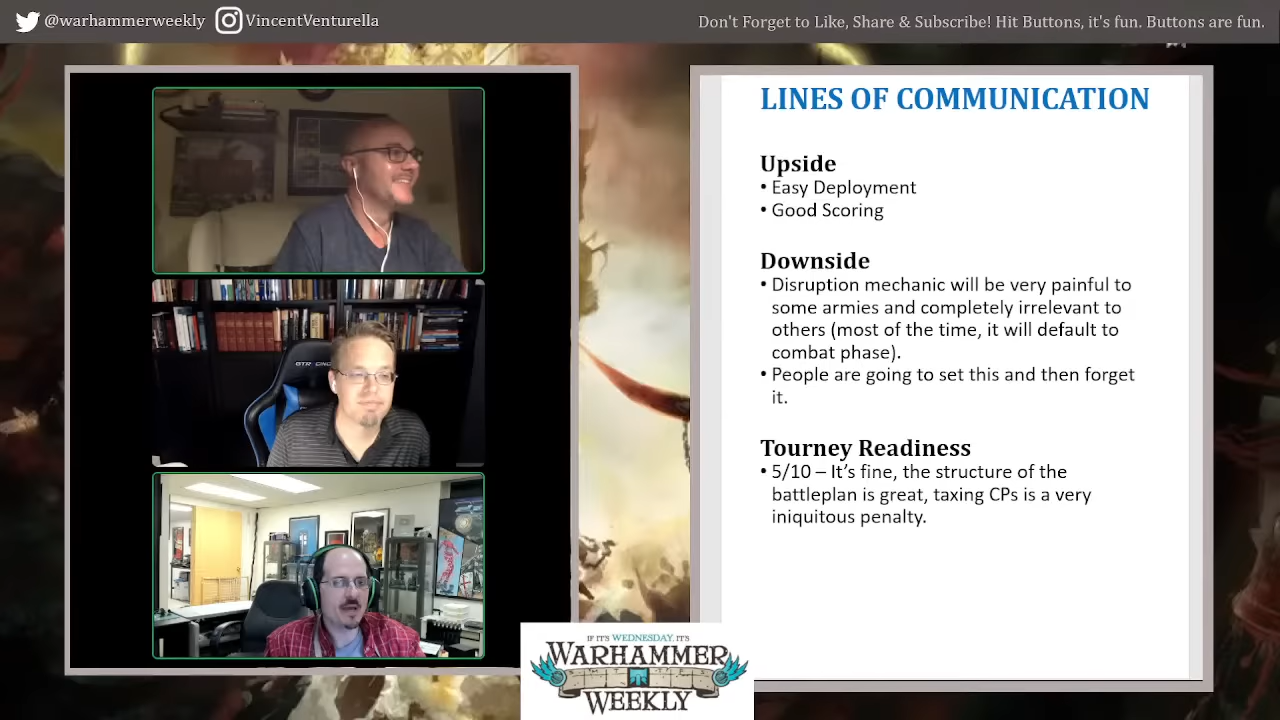 @warhammerweekly VincentVenturella
Don't Forget to Like, Share & Subscribe! Hit Buttons, it's fun. Buttons are fun.
GTR
LINES OF COMMUNICATION
Upside
• Easy Deployment
• Good Scoring
Downside
• Disruption mechanic will be very painful to
some armies and completely irrelevant to
others (most of the time, it will default to
combat phase).
• People are going to set this and then forget
it.
Tourney Readiness
• 5/10 – It's fine, the structure of the
battleplan is great, taxing CPs is a very
iniquitous penalty.
IF IT'S WEDNESDAY, IT'S
WARHAMMER
WEEKLY